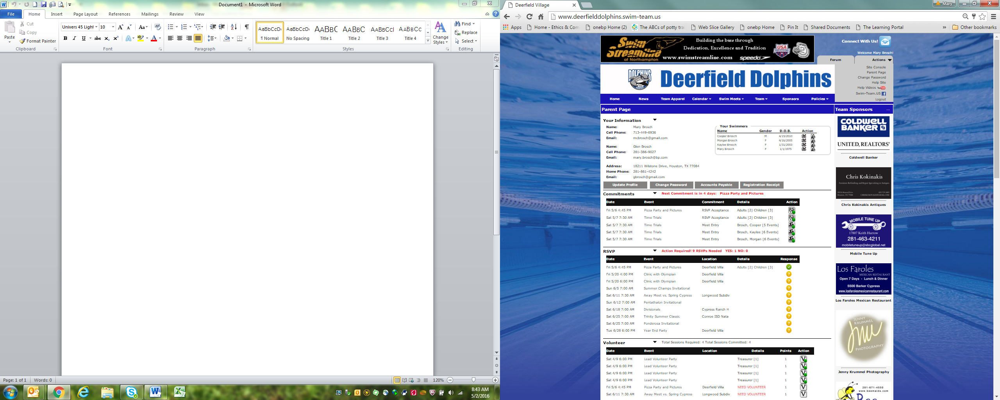 Document1 - Microsoft Word
File Home Insert Page Layout References Mailings Review View
Paste
Cut
Copy
Format Painter
Clipboard
Univers 45 Light 10
Font
Paragraph
AaBbCcDc AaBbCcDc AaBbC AaBbC AaBbCcI AaBbCc
¶ Normal No Spacing Title 1 Title 2 Title 3 Title 4
Change Styles
Styles
Find
Replace
Select
Editing
Page: 1 of 1 Words: 0
120%
8:43 AM
5/2/2016
Deerfield Village
Mary
www.deerfielddolphins.swim-team.us
Apps Home - Ethics & Com onebp Home (2) The ABCs of potty trai Web Slice Gallery onebp Home Pin It Shared Documents The Learning Portal » Other bookmarks
Swim Streamline
at Northampton
Building the base through
Dedication, Excellence and Tradition
www.swimstreamline.com speedo
USA SWIMMING
LEVEL 3
Connect With Us!
Welcome Mary Brosch!
Forum Actions
Site Console
Parent Page
Change Password
Help Site
Help Videos YouTube
Swim-Team.US
Logout
DOLPHINS
DEERFIELD
Deerfield Dolphins
Home News Team Apparel Calendar Swim Meets Team Sponsors Policies
Parent Page
Your Information
Name: Mary Brosch
Cell Phone: 713-449-6936
Email: mcbrosch@gmail.com
Name: Glen Brosch
Cell Phone: 281-386-9027
Email: mary.brosch@bp.com
Address: 18211 Wilstone Drive, Houston, TX 77084
Home Phone: 281-861-4242
Email: gbrosch@gmail.com
Your Swimmers
Name Gender D.O.B. Action
Cooper Brosch M 4/15/2010
Morgan Brosch F 4/16/2005
Kaylee Brosch F 1/31/2003
Mary Brosch F 1/1/1975
Update Profile Change Password Accounts Payable Registration Receipt
Commitments Next Commitment is in 4 days: Pizza Party and Pictures
Date Event Commitment Details Action
Fri 5/6 4:45 PM Pizza Party and Pictures RSVP Acceptance Adults [2] Children [3]
Sat 5/7 7:30 AM Time Trials RSVP Acceptance Adults [2] Children [3]
Sat 5/7 7:30 AM Time Trials Meet Entry Brosch, Cooper [5 Events]
Sat 5/7 7:30 AM Time Trials Meet Entry Brosch, Kaylee [6 Events]
Sat 5/7 7:30 AM Time Trials Meet Entry Brosch, Morgan [6 Events]
RSVP Action Required! 9 RSVPs Needed YES: 1 NO: 0
Date Event Location Details Response
Fri 5/6 4:45 PM Pizza Party and Pictures Deerfield Villa Adults [2] Children [3]
Fri 5/20 4:00 PM Clinic with Olympian Deerfield Villa
Fri 5/20 6:00 PM Clinic with Olympian Deerfield Villa
Sun 6/5 7:00 AM Summer Champs Invitational
Sat 6/11 7:30 AM Away Meet vs. Spring Cypress Longwood Subdiv
Sun 6/12 7:00 AM Pentathalon Invitational
Sat 6/18 7:00 AM Divisionals Cypress Ranch H
Sat 6/25 7:00 AM Trinity Summer Classic Conroe ISD Nata
Sat 6/25 7:00 AM Ponderosa Invitational
Tue 6/28 6:00 PM Year End Party Deerfield Villa
Volunteer Total Sessions Required: 4 Total Sessions Committed: 4
Date Event Location Details Points Action
Sat 4/9 6:00 PM Lead Volunteer Party Treasurer [1] 1
Sat 4/9 6:00 PM Lead Volunteer Party Treasurer [1] 1
Sat 4/9 6:00 PM Lead Volunteer Party Treasurer [1] 1
Sat 4/9 6:00 PM Lead Volunteer Party Treasurer [1] 1
Fri 5/6 4:45 PM Pizza Party and Pictures Deerfield Villa NEED VOLUNTEER 1
Sat 6/11 7:30 AM Away Meet vs. Spring Cypress Longwood Subdiv NEED VOLUNTEER 1
Team Sponsors ...
COLDWELL BANKER
UNITED, REALTORS
Coldwell Banker
Chris Kokinakis
Furniture Refinishing and Repair Specializing in Antiques
Chris Kokinakis Antiques
MOBILE TUNE UP
17807 Keith Harrow
281-463-4211
mobiletuneup@sbcglobal.net
Mobile Tune Up
Los Faroles
MEXICAN RESTAURANT
Open 7 Days - Lunch & Dinner
5500 Barker Cypress
www.losfarolesmexicanrestaurant.com
Los Faroles Mexican Restaurant
JENNY KRUMMEL
PHOTOGRAPHY
Jenny Krummel Photography
281-671-4550
www.beemaids.com
Bee